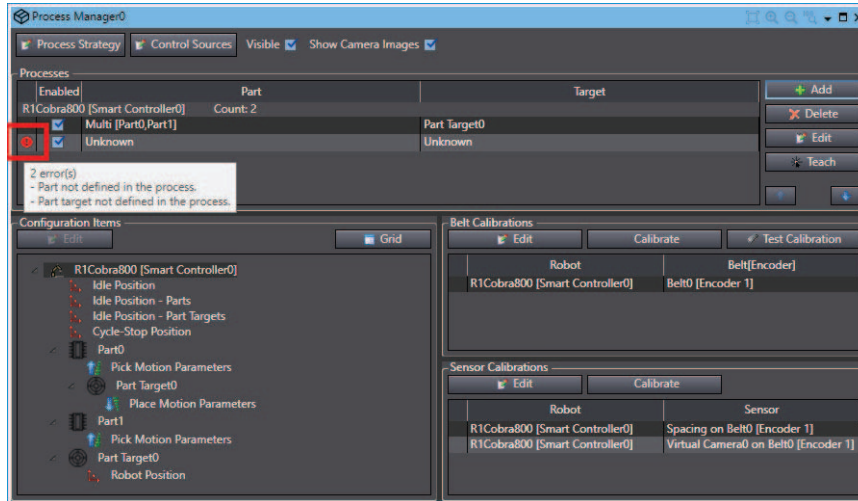 Process Manager0
Process Strategy Control Sources Visible Show Camera Images
Processes
Enabled Part Target
R1Cobra800 [Smart Controller0] Count: 2
Multi [Part0,Part1] Part Target0
Unknown Unknown
Add
Delete
Edit
Teach
2 error(s)
- Part not defined in the process.
- Part target not defined in the process.
Configuration Items
Edit Grid
R1Cobra800 [Smart Controller0]
Idle Position
Idle Position - Parts
Idle Position - Part Targets
Cycle-Stop Position
Part0
Pick Motion Parameters
Part Target0
Place Motion Parameters
Part1
Pick Motion Parameters
Part Target0
Robot Position
Belt Calibrations
Edit Calibrate Test Calibration
Robot Belt[Encoder]
R1Cobra800 [Smart Controller0] Belt0 [Encoder 1]
Sensor Calibrations
Edit Calibrate
Robot Sensor
R1Cobra800 [Smart Controller0] Spacing on Belt0 [Encoder 1]
R1Cobra800 [Smart Controller0] Virtual Camera0 on Belt0 [Encoder 1]